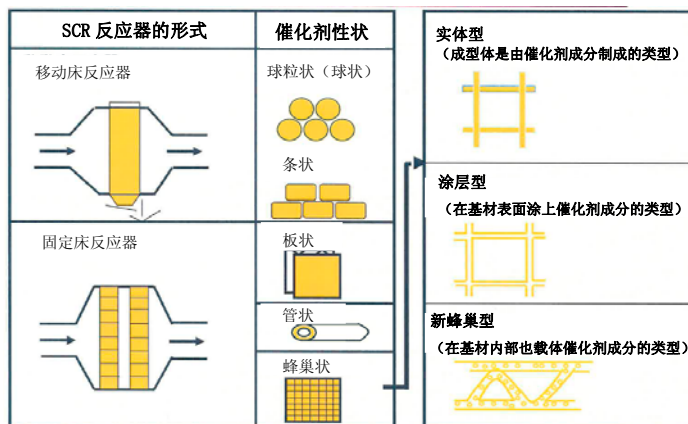 SCR 反应器的形式
催化剂性状
移动床反应器
球粒状（球状）
条状
固定床反应器
板状
管状
蜂巢状
实体型
（成型体是由催化剂成分制成的类型）
涂层型
（在基材表面涂上催化剂成分的类型）
新蜂巢型
（在基材内部也载体催化剂成分的类型）